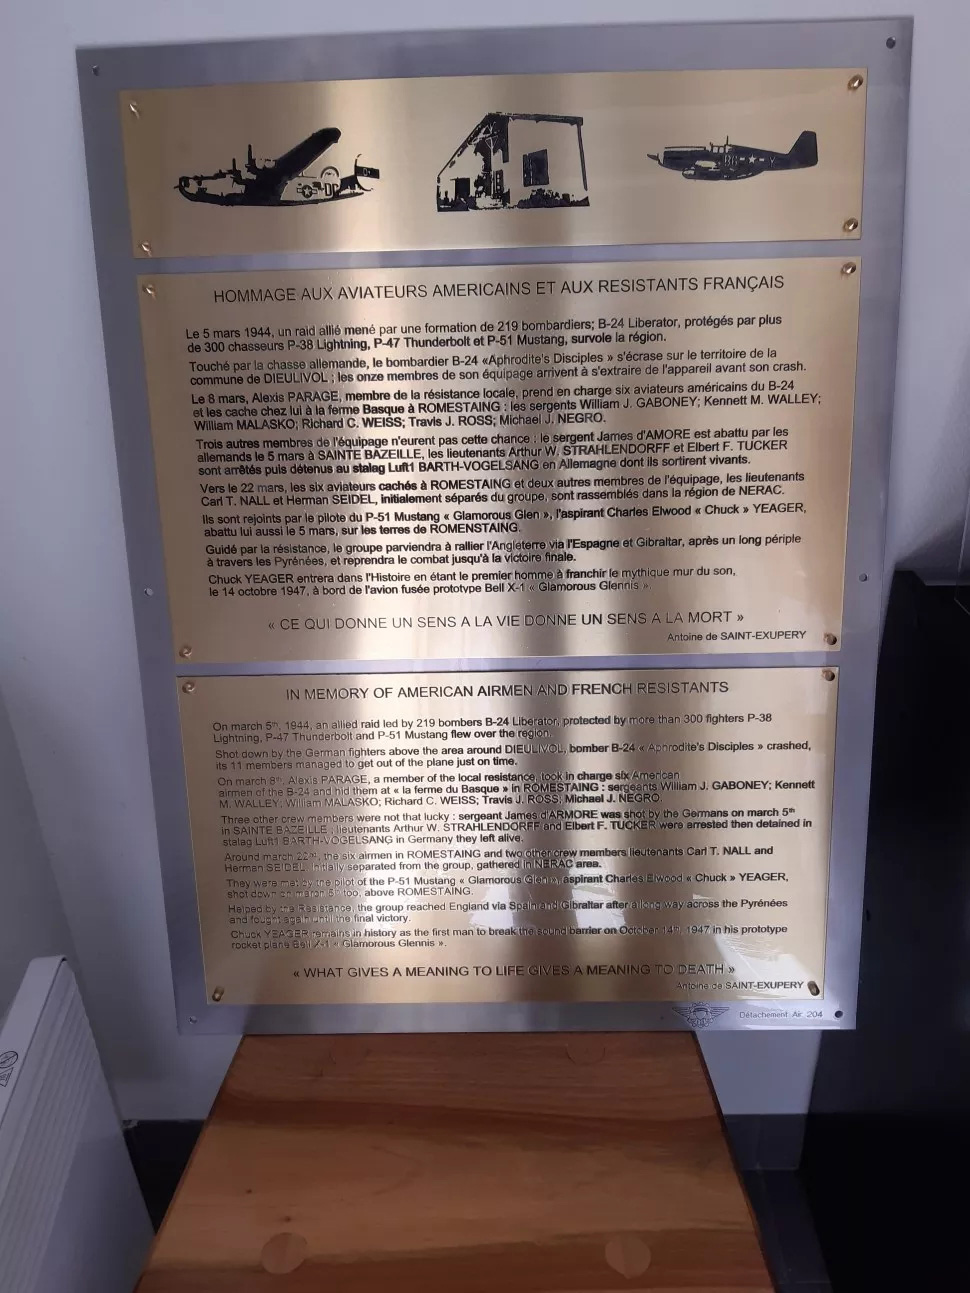 HOMMAGE AUX AVIATEURS AMERICAINS ET AUX RESISTANTS FRANÇAIS
Le 5 mars 1944, un raid allié mené par une formation de 219 bombardiers; B-24 Liberator, protégés par plus
de 300 chasseurs P-38 Lightning, P-47 Thunderbolt et P-51 Mustang, survole la région.
Touché par la chasse allemande, le bombardier B-24 «Aphrodite's Disciples » s'écrase sur le territoire de la
commune de DIEULIVOL ; les onze membres de son équipage arrivent à s'extraire de l'appareil avant son crash.
Le 8 mars, Alexis PARAGE, membre de la résistance locale, prend en charge six aviateurs américains du B-24
et les cache chez lui à la ferme Basque à ROMESTAING : les sergents William J. GABONEY; Kennett M. WALLEY;
William MALASKO; Richard C. WEISS; Travis J. ROSS; Michael J. NEGRO.
Trois autres membres de l'équipage n'eurent pas cette chance : le sergent James d'AMORE est abattu par les
allemands le 5 mars à SAINTE BAZEILLE, les lieutenants Arthur W. STRAHLENDORFF et Elbert F. TUCKER
sont arrêtés puis détenus au stalag Luft1 BARTH-VOGELSANG en Allemagne dont ils sortirent vivants.
Vers le 22 mars, les six aviateurs cachés à ROMESTAING et deux autres membres de l'équipage, les lieutenants
Carl T. NALL et Herman SEIDEL, initialement séparés du groupe, sont rassemblés dans la région de NERAC.
Ils sont rejoints par le pilote du P-51 Mustang « Glamorous Glen », l'aspirant Charles Elwood « Chuck » YEAGER,
abattu lui aussi le 5 mars, sur les terres de ROMENSTAING.
Guidé par la résistance, le groupe parviendra à rallier l'Angleterre via l'Espagne et Gibraltar, après un long périple
à travers les Pyrénées, et reprendra le combat jusqu'à la victoire finale.
Chuck YEAGER entrera dans l'Histoire en étant le premier homme à franchir le mythique mur du son,
le 14 octobre 1947, à bord de l'avion fusée prototype Bell X-1 « Glamorous Glennis ».
« CE QUI DONNE UN SENS A LA VIE DONNE UN SENS A LA MORT »
Antoine de SAINT-EXUPERY
IN MEMORY OF AMERICAN AIRMEN AND FRENCH RESISTANTS
On march 5th, 1944, an allied raid led by 219 bombers B-24 Liberator, protected by more than 300 fighters P-38
Lightning, P-47 Thunderbolt and P-51 Mustang flew over the region.
Shot down by the German fighters above the area around DIEULIVOL, bomber B-24 « Aphrodite's Disciples » crashed,
its 11 members managed to get out of the plane just on time.
On march 8th, Alexis PARAGE, a member of the local resistance, took in charge six American
airmen of the B-24 and hid them at « la ferme du Basque » in ROMESTAING : sergeants William J. GABONEY; Kennett
M. WALLEY; William MALASKO; Richard C. WEISS; Travis J. ROSS; Michael J. NEGRO.
Three other crew members were not that lucky : sergeant James d'ARMORE was shot by the Germans on march 5th
in SAINTE BAZEILLE ; lieutenants Arthur W. STRAHLENDORFF and Elbert F. TUCKER were arrested then detained in
stalag Luft1 BARTH-VOGELSANG in Germany they left alive.
Around march 22nd, the six airmen in ROMESTAING and two other crew members lieutenants Carl T. NALL and
Herman SEIDEL, initially separated from the group, gathered in NERAC area.
They were met by the pilot of the P-51 Mustang « Glamorous Glen », aspirant Charles Elwood « Chuck » YEAGER,
shot down on march 5th too, above ROMESTAING.
Helped by the Resistance, the group reached England via Spain and Gibraltar after a long way across the Pyrénées
and fought again until the final victory.
Chuck YEAGER remains in history as the first man to break the sound barrier on October 14th, 1947 in his prototype
rocket plane Bell X-1 « Glamorous Glennis ».
« WHAT GIVES A MEANING TO LIFE GIVES A MEANING TO DEATH »
Antoine de SAINT-EXUPERY
Détachement Air 204